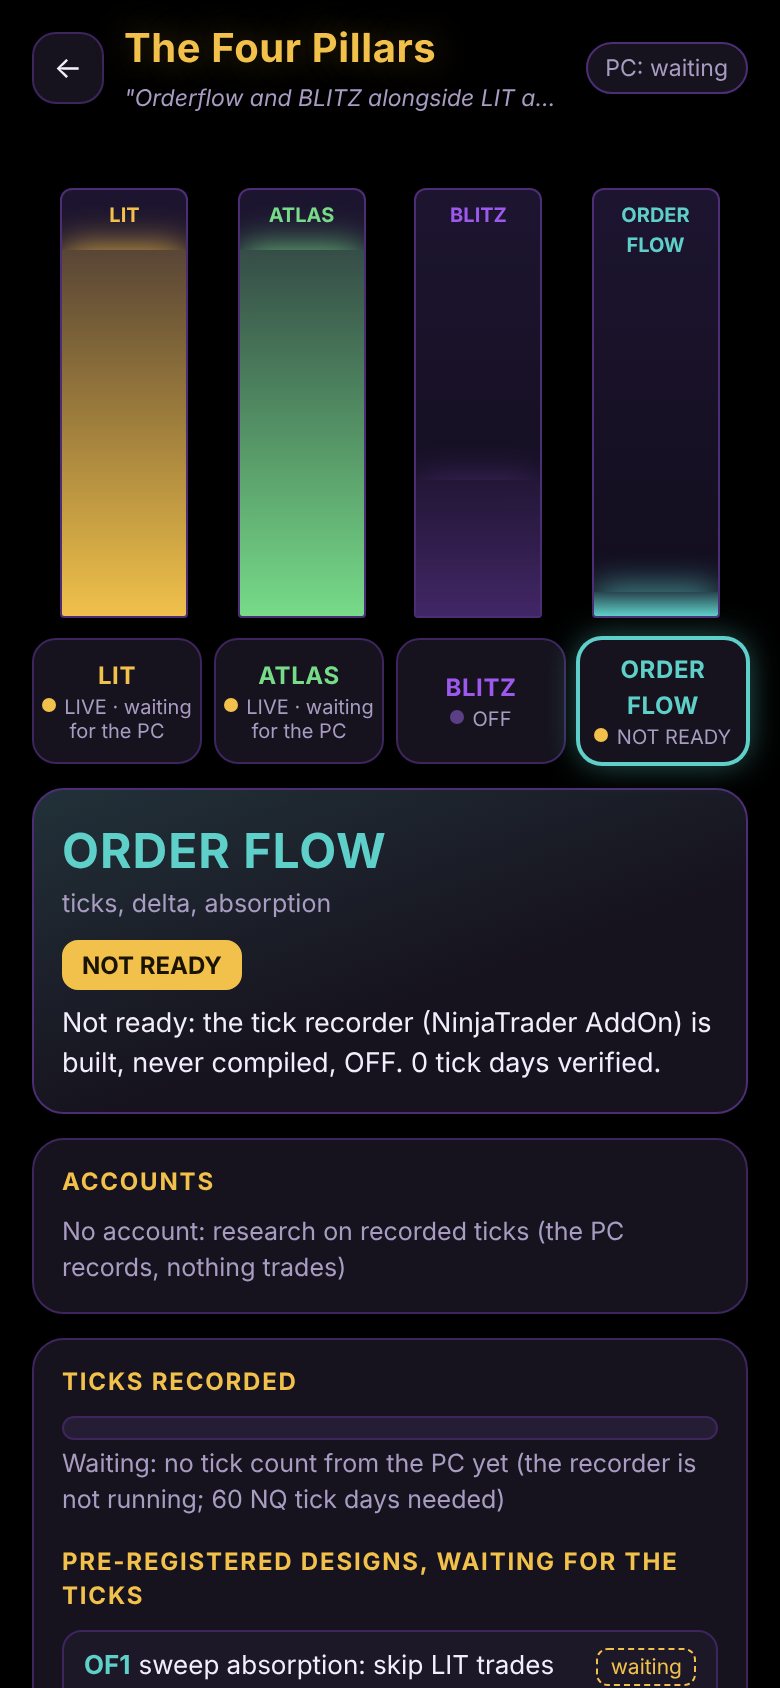 ←
The Four Pillars
"Orderflow and BLITZ alongside LIT a...
PC: waiting
LIT
ATLAS
BLITZ
ORDER
FLOW
LIT
LIVE · waiting
for the PC
ATLAS
LIVE · waiting
for the PC
BLITZ
OFF
ORDER
FLOW
NOT READY
ORDER FLOW
ticks, delta, absorption
NOT READY
Not ready: the tick recorder (NinjaTrader AddOn) is
built, never compiled, OFF. 0 tick days verified.
ACCOUNTS
No account: research on recorded ticks (the PC
records, nothing trades)
TICKS RECORDED
Waiting: no tick count from the PC yet (the recorder is
not running; 60 NQ tick days needed)
PRE-REGISTERED DESIGNS, WAITING FOR THE
TICKS
OF1 sweep absorption: skip LIT trades
waiting